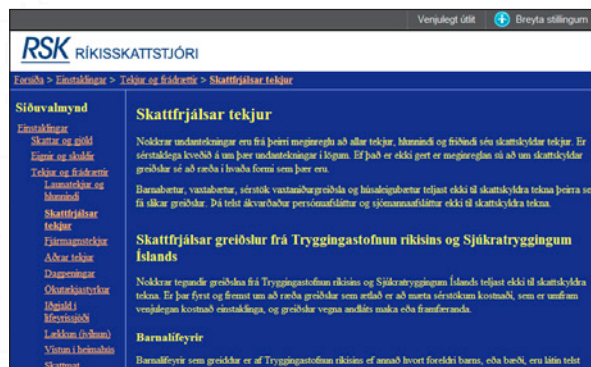 Venjulegt útlit
Breyta stillingum
RSK RÍKISSKATTSTJÓRI
Forsíða > Einstaklingar > Tekjur og frádrættir > Skattfrjálsar tekjur
Síðuvalmynd
Einstaklingar
Skattar og gjöld
Eignir og skuldir
Tekjur og frádrættir
Launatekjur og
hlunnindi
Skattfrjálsar
tekjur
Fjármagnstekjur
Aðrar tekjur
Dagpeningar
Ökutækjastyrkur
Iðgjald í
lífeyrissjóði
Lækkun (ívilnun)
Vistun í heimahús
Skattmat
Skattfrjálsar tekjur
Nokkrar undantekningar eru frá þeirri meginreglu að allar tekjur, hlunnindi og fríðindi séu skattskyldar tekjur. Er
sérstaklega kveðið á um þær undantekningar í lögum. Ef það er ekki gert er meginreglan sú að um skattskyldar
greiðslur sé að ræða í hvaða formi sem þær eru.
Barnabætur, vaxtabætur, sérstök vaxtaniðurgreiðsla og húsaleigubætur teljast ekki til skattskyldra tekna þeirra se
fá slíkar greiðslur. Þá telst ákvarðaður persónuafsláttur og sjómannaafsláttur ekki til skattskyldra tekna.
Skattfrjálsar greiðslur frá Tryggingastofnun ríkisins og Sjúkratryggingum
Íslands
Nokkrar tegundir greiðslna frá Tryggingastofnun ríkisins og Sjúkratryggingum Íslands teljast ekki til skattskyldra
tekna. Er þar fyrst og fremst um að ræða greiðslur sem ætlað er að mæta sérstökum kostnaði, sem er umfram
venjulegan kostnað einstaklinga, og greiðslur vegna andláts maka eða framfæranda.
Barnalífeyrir
Barnalífeyrir sem greiddur er af Tryggingastofnun ríkisins ef annað hvort foreldri barns, eða bæði, eru látin telst